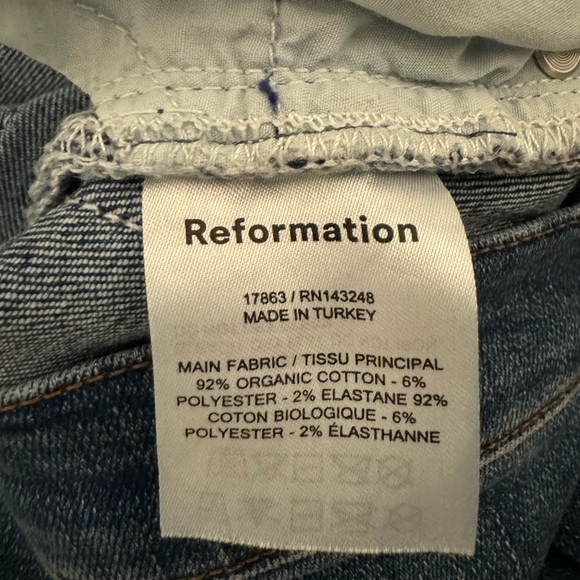 Reformation
17863 / RN143248
MADE IN TURKEY
MAIN FABRIC / TISSU PRINCIPAL
92% ORGANIC COTTON - 6%
POLYESTER - 2% ELASTANE 92%
COTON BIOLOGIQUE - 6%
POLYESTER - 2% ÉLASTHANNE